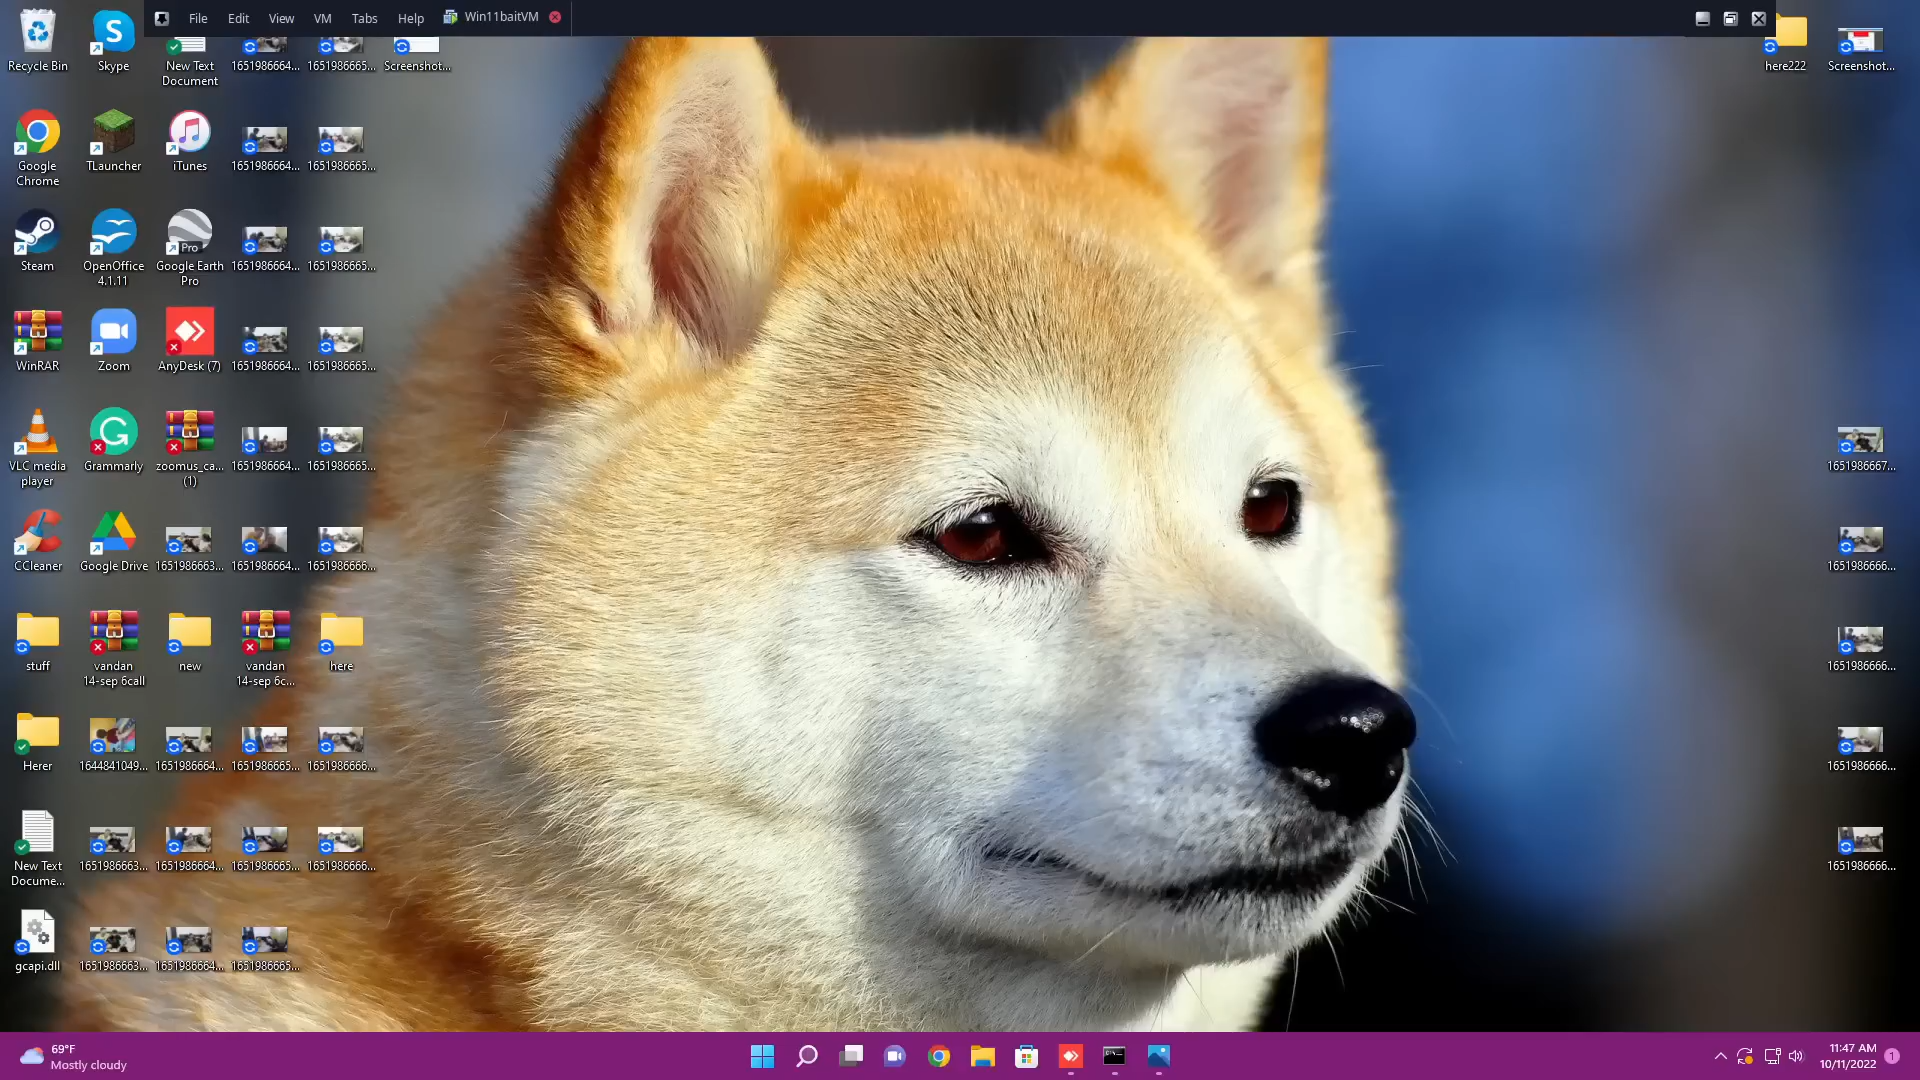 File Edit View VM Tabs Help Win11baitVM
Recycle Bin
Skype
New Text
Document
1651986664...
1651986665...
Screenshot...
here222
Screenshot...
Google
Chrome
TLauncher
iTunes
1651986664...
1651986665...
Steam
OpenOffice
4.1.11
Pro
Google Earth
Pro
1651986664...
1651986665...
WinRAR
Zoom
AnyDesk (7)
1651986664...
1651986665...
VLC media
player
Grammarly
zoomus_ca...
(1)
1651986664...
1651986665...
1651986667...
CCleaner
Google Drive
1651986663...
1651986664...
1651986666...
1651986666...
stuff
vandan
14-sep 6call
new
vandan
14-sep 6c...
here
1651986666...
Herer
1644841049...
1651986664...
1651986665...
1651986666...
1651986666...
New Text
Docume...
1651986663...
1651986664...
1651986665...
1651986666...
1651986666...
gcapi.dll
1651986663...
1651986664...
1651986665...
69°F
Mostly cloudy
11:47 AM
10/11/2022
1